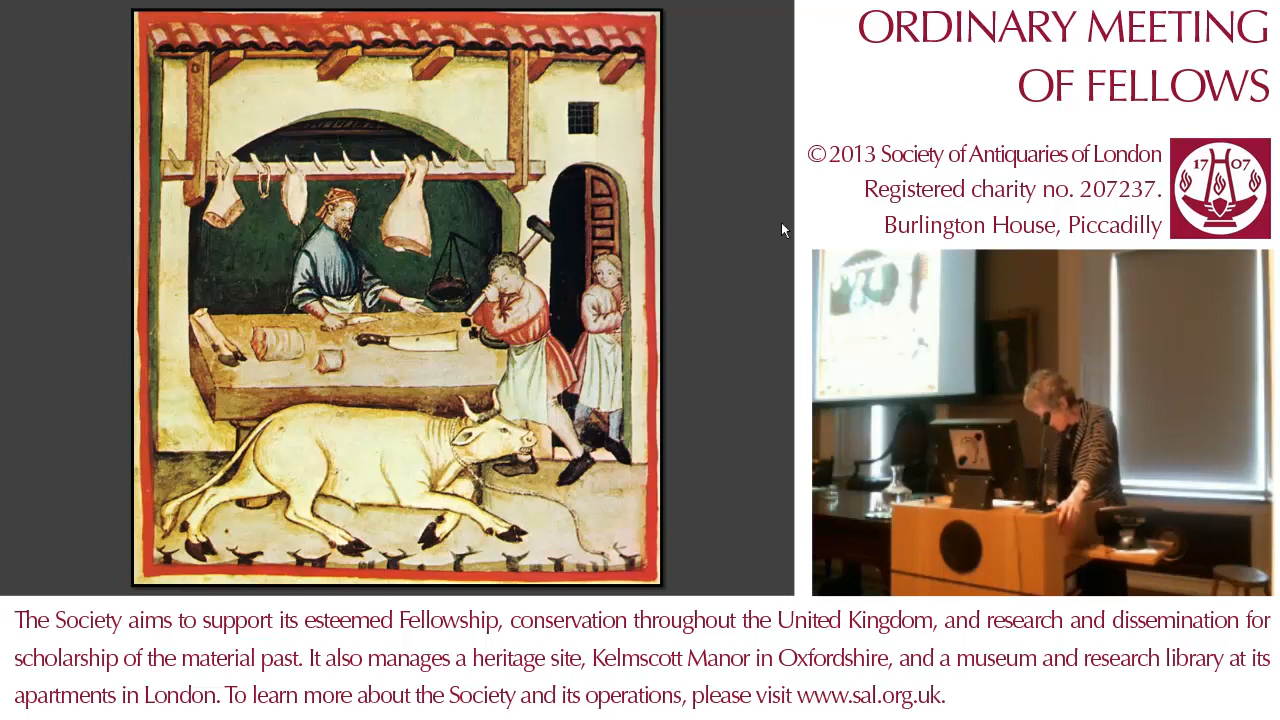 ORDINARY MEETING
OF FELLOWS
© 2013 Society of Antiquaries of London
Registered charity no. 207237.
Burlington House, Piccadilly
17 07
The Society aims to support its esteemed Fellowship, conservation throughout the United Kingdom, and research and dissemination for
scholarship of the material past. It also manages a heritage site, Kelmscott Manor in Oxfordshire, and a museum and research library at its
apartments in London. To learn more about the Society and its operations, please visit www.sal.org.uk.